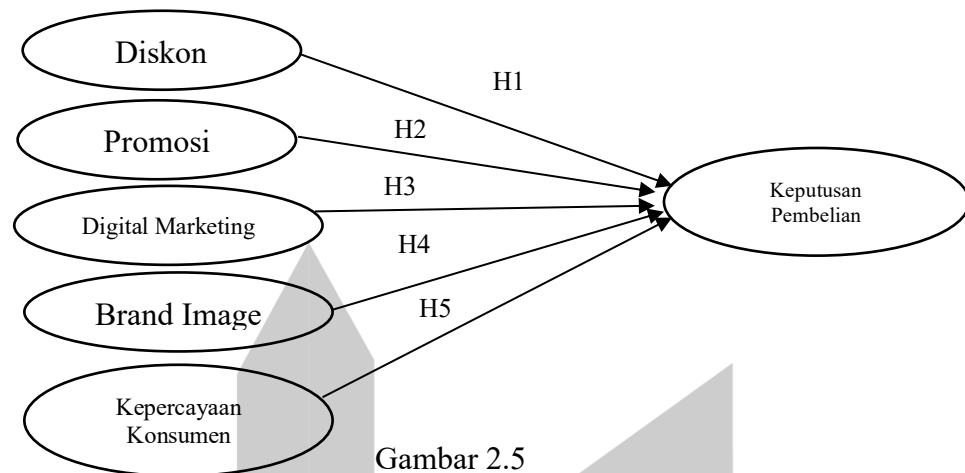 Diskon
H1
Promosi
H2
Digital Marketing
H3
Keputusan
Pembelian
H4
Brand Image
H5
Kepercayaan
Konsumen
Gambar 2.5